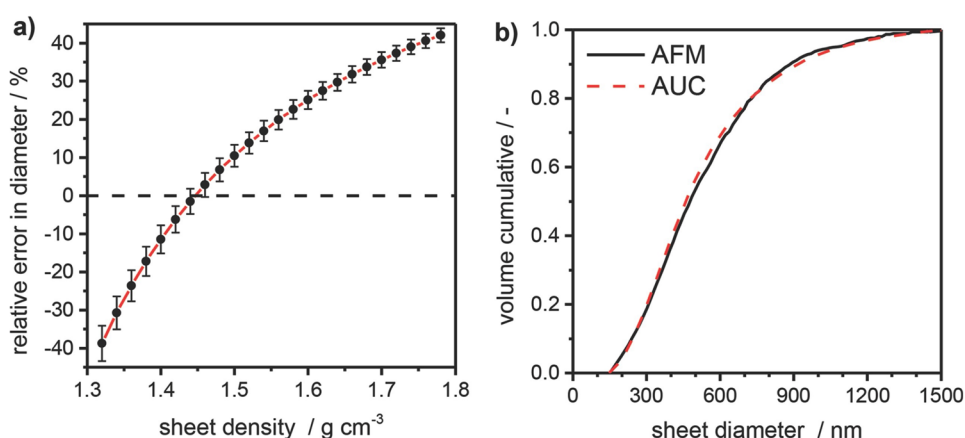 a)
relative error in diameter / %
40
30
20
10
0
-10
-20
-30
-40
1.3 1.4 1.5 1.6 1.7 1.8
sheet density / g cm⁻³
b)
AFM
AUC
volume cumulative / -
1.0
0.8
0.6
0.4
0.2
0.0
0 300 600 900 1200 1500
sheet diameter / nm